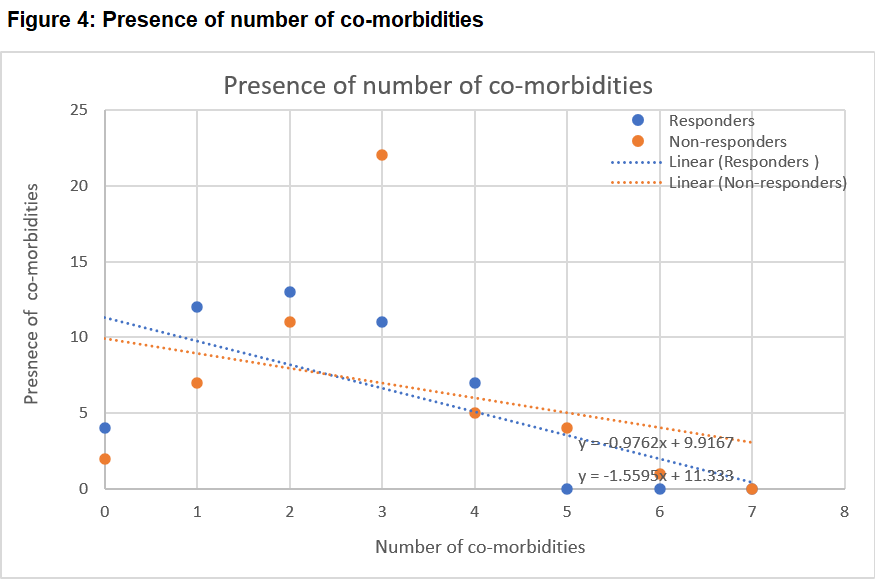 Figure 4: Presence of number of co-morbidities
Presence of number of co-morbidities
25
20
15
10
5
0
Presnece of co-morbidities
Responders
Non-responders
Linear (Responders )
Linear (Non-responders)
y = -0.9762x + 9.9167
y = -1.5595x + 11.333
0 1 2 3 4 5 6 7 8
Number of co-morbidities